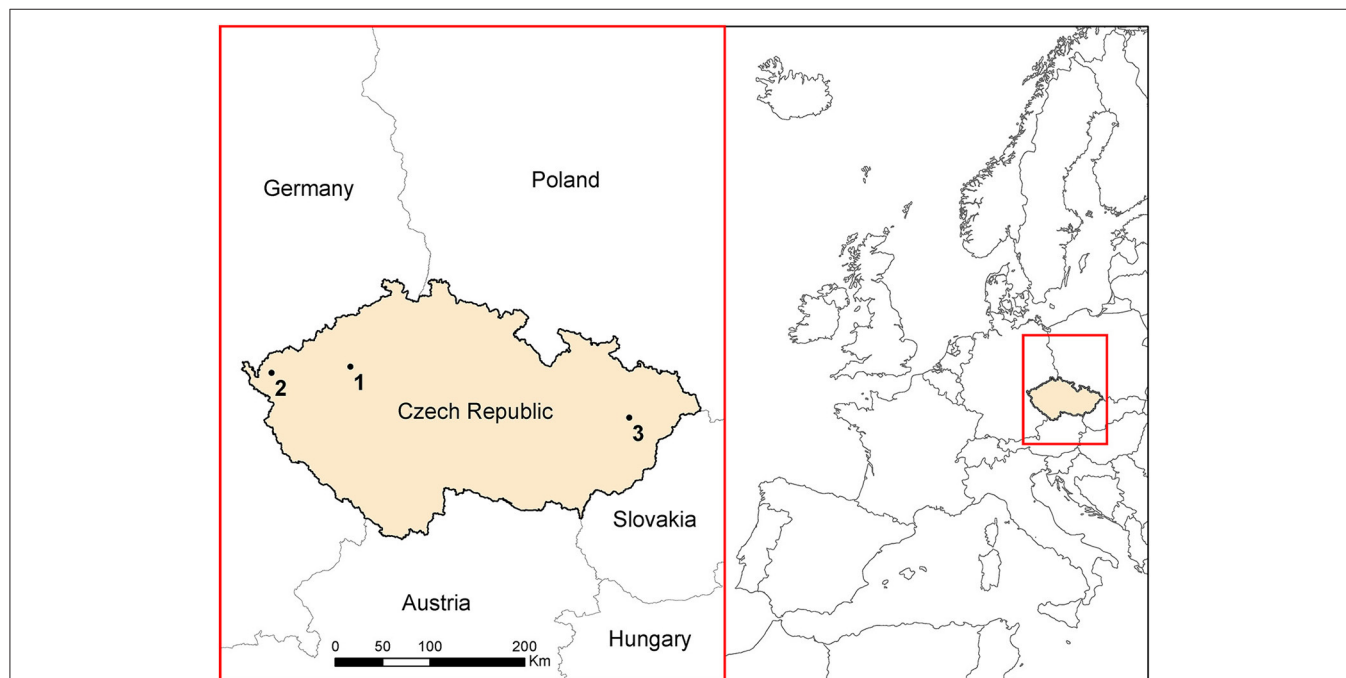 Germany
Poland
2
1
Czech Republic
3
Slovakia
Austria
Hungary
0 50 100 200
Km